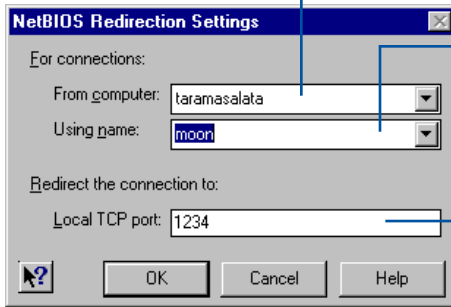 NetBIOS Redirection Settings
For connections:
From computer: taramasalata
Using name: moon
Redirect the connection to:
Local TCP port: 1234
? OK Cancel Help